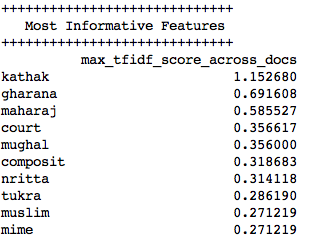 ++++++++++++++++++++++++++++++
Most Informative Features
++++++++++++++++++++++++++++++
max_tfidf_score_across_docs
kathak 1.152680
gharana 0.691608
maharaj 0.585527
court 0.356617
mughal 0.356000
composit 0.318683
nritta 0.314118
tukra 0.286190
muslim 0.271219
mime 0.271219